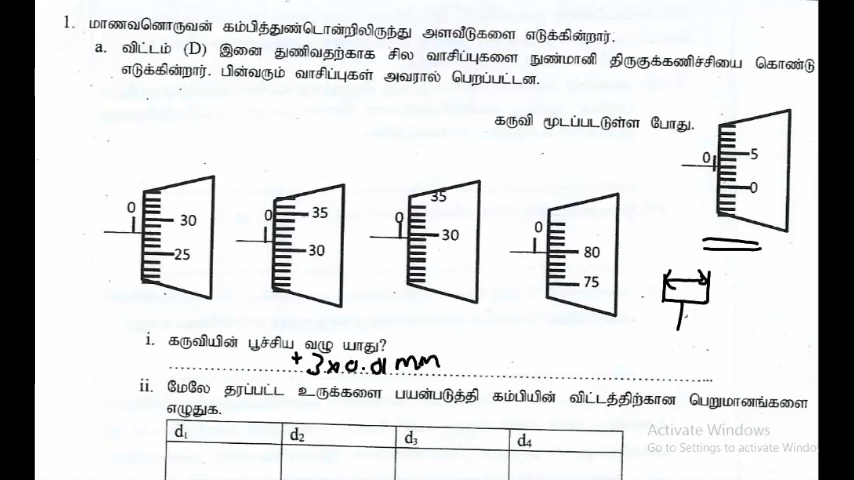 1. மாணவனொருவன் கம்பித்துண்டொன்றிலிருந்து அளவீடுகளை எடுக்கின்றார்.
a. விட்டம் (D) இனை துணிவதற்காக சில வாசிப்புகளை நுண்மானி திருகுக்கணிச்சியை கொண்டு
எடுக்கின்றார். பின்வரும் வாசிப்புகள் அவரால் பெறப்பட்டன.
கருவி மூடப்படடுள்ள போது.
0 5 0
0 30 25
0 35 30
0 35 30
0 80 75
i. கருவியின் பூச்சிய வழு யாது?
+ 3 x 0.01 mm
ii. மேலே தரப்பட்ட உருக்களை பயன்படுத்தி கம்பியின் விட்டத்திற்கான பெறுமானங்களை
எழுதுக.
d₁ d₂ d₃ d₄
Activate Windows
Go to Settings to activate Windo